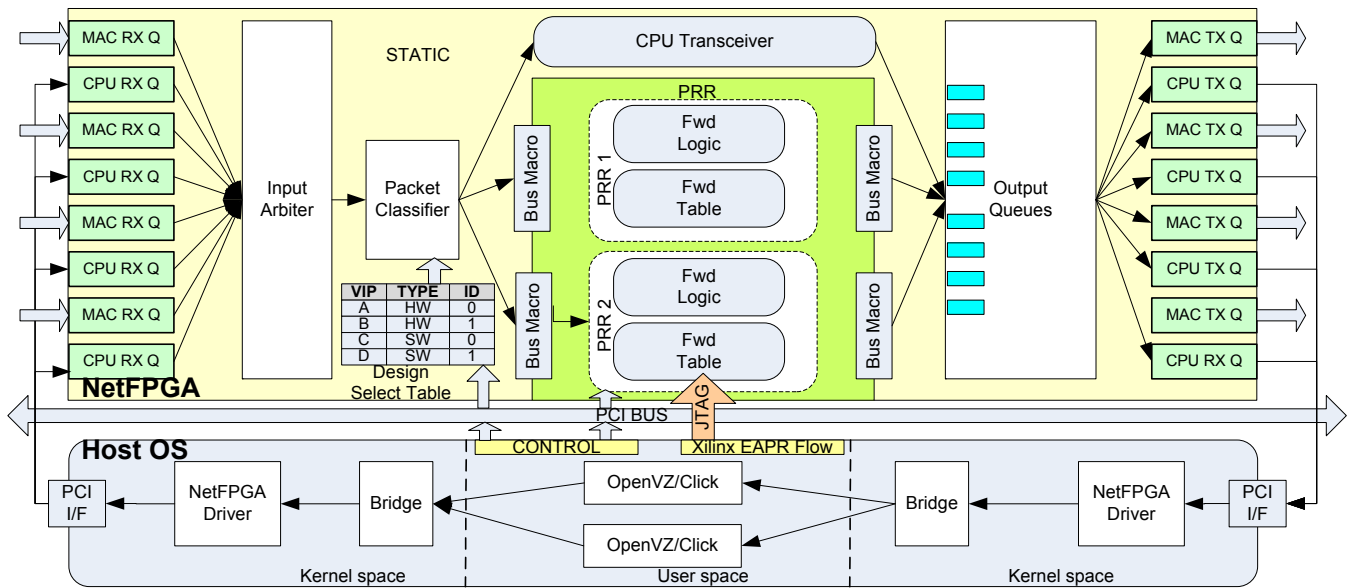 MAC RX Q
CPU RX Q
MAC RX Q
CPU RX Q
MAC RX Q
CPU RX Q
MAC RX Q
CPU RX Q
NetFPGA
Input
Arbiter
STATIC
Packet
Classifier
VIP TYPE ID
A HW 0
B HW 1
C SW 0
D SW 1
Design
Select Table
CPU Transceiver
PRR
Bus Macro
PRR 1
Fwd
Logic
Fwd
Table
Bus Macro
Bus Macro
PRR 2
Fwd
Logic
Fwd
Table
Bus Macro
Output
Queues
MAC TX Q
CPU TX Q
MAC TX Q
CPU TX Q
MAC TX Q
CPU TX Q
MAC TX Q
CPU RX Q
PCI BUS
JTAG
Host OS
CONTROL
Xilinx EAPR Flow
PCI
I/F
NetFPGA
Driver
Bridge
OpenVZ/Click
OpenVZ/Click
Bridge
NetFPGA
Driver
PCI
I/F
Kernel space
User space
Kernel space